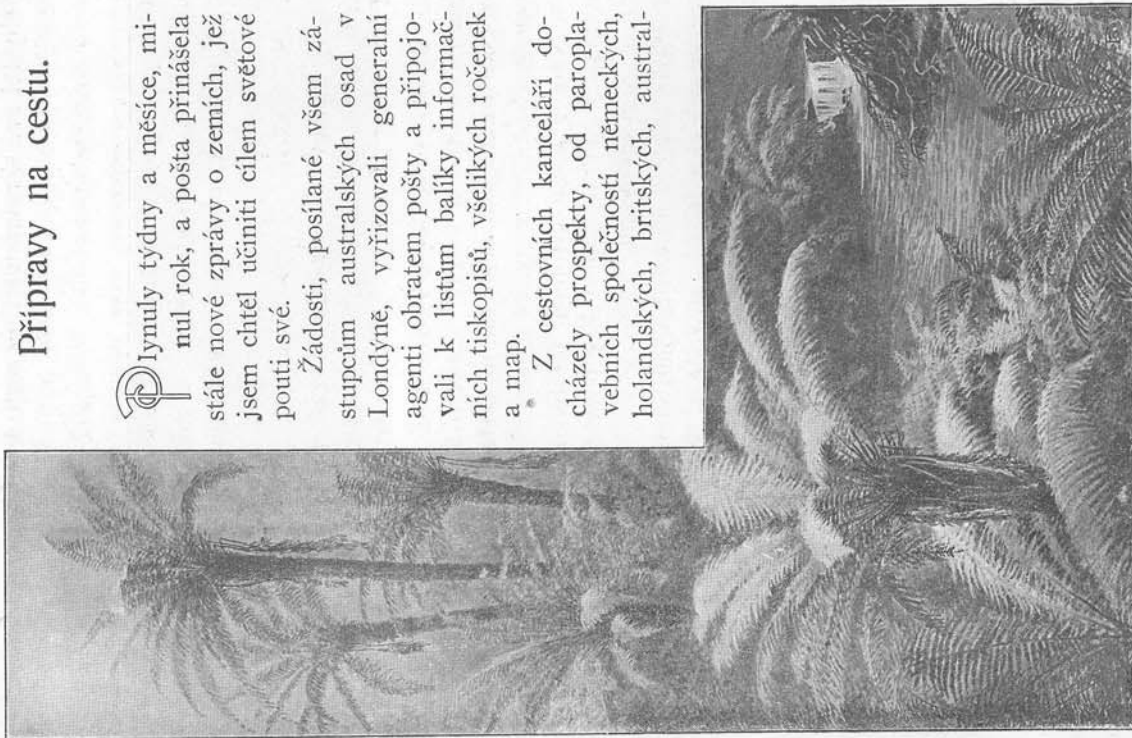 Přípravy na cestu.
Plynuly týdny a měsíce, mi-
nul rok, a pošta přinášela
stále nové zprávy o zemích, jež
jsem chtěl učiniti cílem světové
pouti své.
Žádosti, posílané všem zá-
stupcům australských osad v
Londýně, vyřizovali generalní
agenti obratem pošty a připojo-
vali k listům balíky informač-
ních tiskopisů, všelikých ročenek
a map.
Z cestovních kanceláří do-
cházely prospekty, od paropla-
vebních společností německých,
holandských, britských, austral-